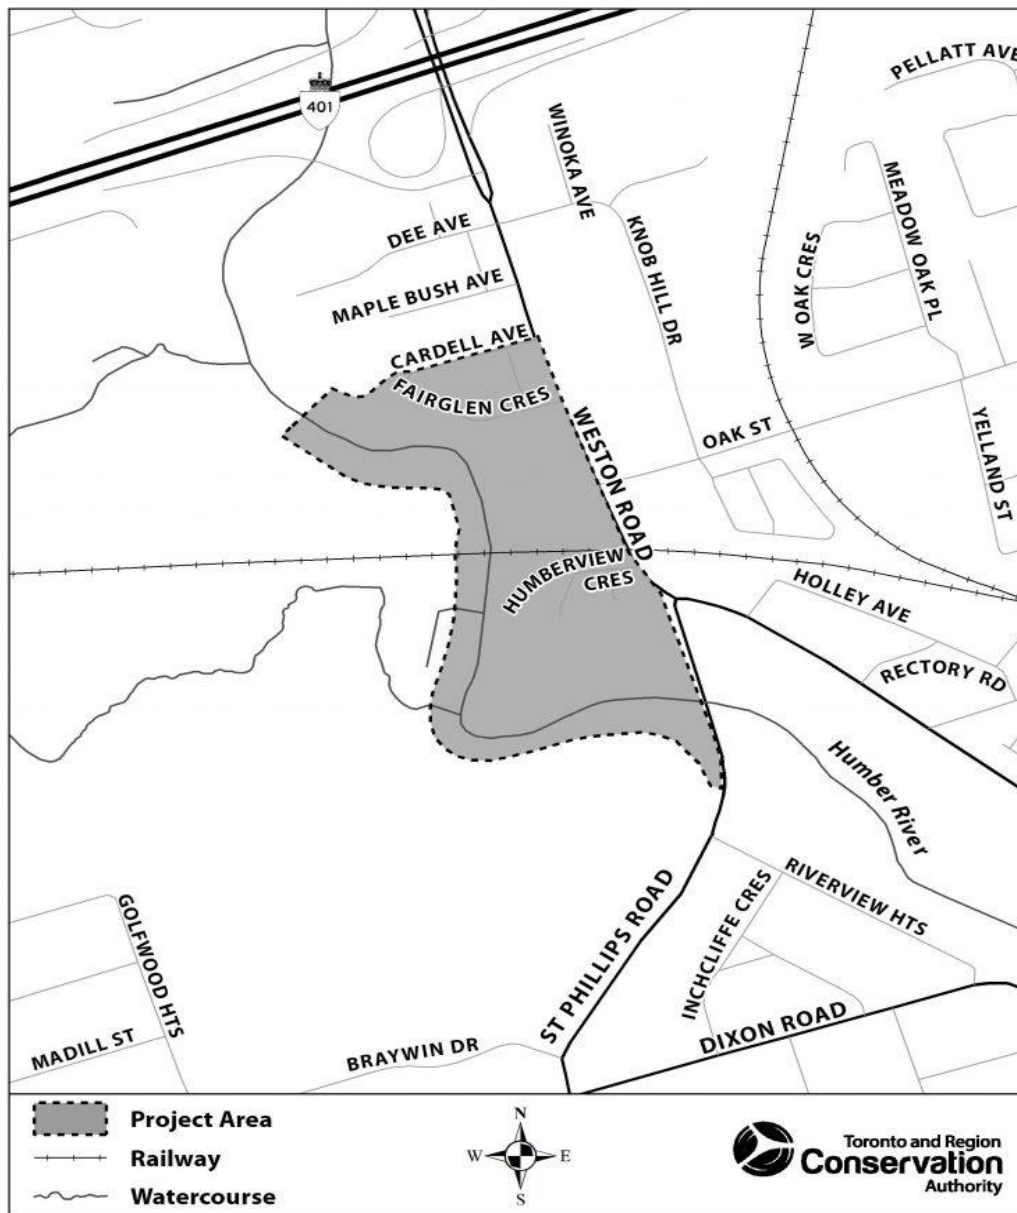 PELLATT AVE
401
WINOKA AVE
MEADOW OAK PL
DEE AVE
KNOB HILL DR
W OAK CRES
MAPLE BUSH AVE
CARDELL AVE
FAIRGLEN CRES
WESTON ROAD
OAK ST
YELLAND ST
HUMBERVIEW
CRES
HOLLEY AVE
RECTORY RD
Humber River
RIVERVIEW HTS
INCHCLIFFE CRES
ST PHILLIPS ROAD
GOLFWOOD HTS
DIXON ROAD
MADILL ST
BRAYWIN DR
Project Area
Railway
Watercourse
N
W E
S
Toronto and Region
Conservation
Authority